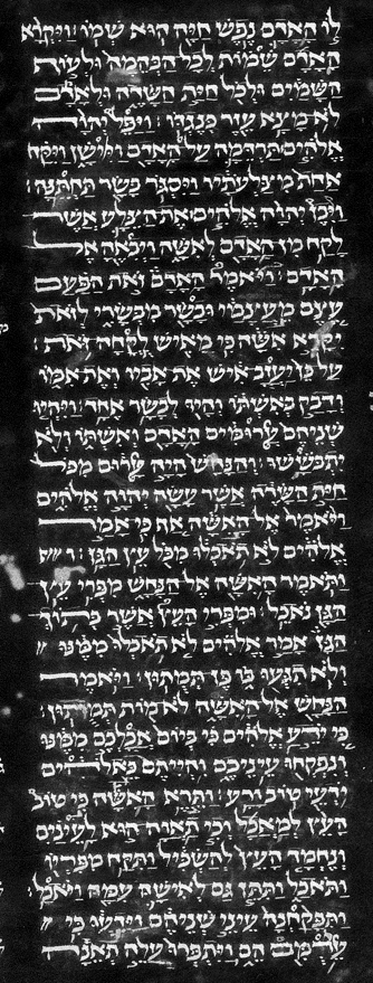 לו האדם נפש חיה הוא שמו : ויקרא
האדם שמות לכל הבהמה ולעוף
השמים ולכל חית השדה ולאדם
לא מצא עזר כנגדו : ויפל יהוה
אלהים תרדמה על האדם ויישן ויקח
אחת מצלעתיו ויסגר בשר תחתנה :
ויבן יהוה אלהים את הצלע אשר
לקח מן האדם לאשה ויבאה אל
האדם : ויאמר האדם זאת הפעם
עצם מעצמי ובשר מבשרי לזאת
יקרא אשה כי מאיש לקחה זאת :
על כן יעזב איש את אביו ואת אמו
ודבק באשתו והיו לבשר אחד : ויהיו
שניהם ערומים האדם ואשתו ולא
יתבששו : והנחש היה ערום מכל
חית השדה אשר עשה יהוה אלהים
ויאמר אל האשה אף כי אמר
אלהים לא תאכלו מכל עץ הגן :
ותאמר האשה אל הנחש מפרי עץ
הגן נאכל : ומפרי העץ אשר בתוך
הגן אמר אלהים לא תאכלו ממנו
ולא תגעו בו פן תמתון : ויאמר
הנחש אל האשה לא מות תמתון :
כי ידע אלהים כי ביום אכלכם ממנו
ונפקחו עיניכם והייתם כאלהים
ידעי טוב ורע : ותרא האשה כי טוב
העץ למאכל וכי תאוה הוא לעינים
ונחמד העץ להשכיל ותקח מפריו
ותאכל ותתן גם לאישה עמה ויאכל :
ותפקחנה עיני שניהם וידעו כי
עירמם הם ויתפרו עלה תאנה